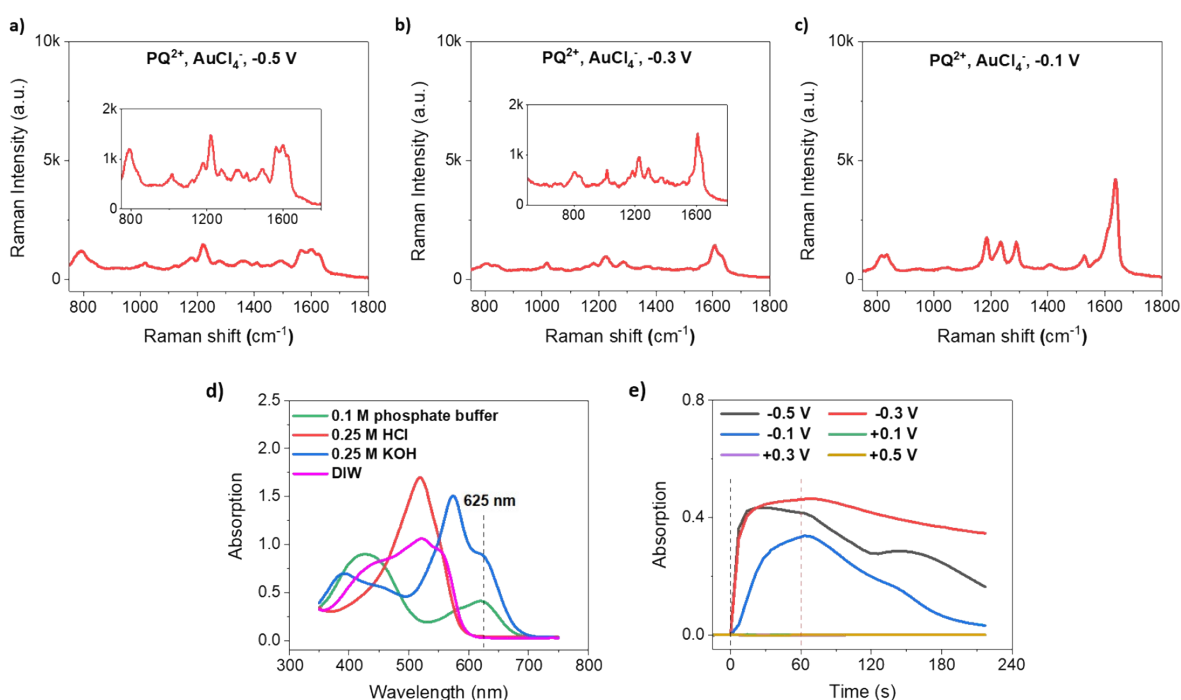 a)
10k
PQ²⁺, AuCl₄⁻, -0.5 V
Raman Intensity (a.u.)
5k
0
2k
1k
0
800 1200 1600
800 1000 1200 1400 1600 1800
Raman shift (cm⁻¹)
b)
10k
PQ²⁺, AuCl₄⁻, -0.3 V
Raman Intensity (a.u.)
5k
0
2k
1k
0
800 1200 1600
800 1000 1200 1400 1600 1800
Raman shift (cm⁻¹)
c)
10k
PQ²⁺, AuCl₄⁻, -0.1 V
Raman Intensity (a.u.)
5k
0
800 1000 1200 1400 1600 1800
Raman shift (cm⁻¹)
d)
2.5
2.0
1.5
1.0
0.5
0.0
Absorption
0.1 M phosphate buffer
0.25 M HCl
0.25 M KOH
DIW
625 nm
300 400 500 600 700 800
Wavelength (nm)
e)
0.8
0.4
0.0
Absorption
-0.5 V -0.3 V
-0.1 V +0.1 V
+0.3 V +0.5 V
0 60 120 180 240
Time (s)